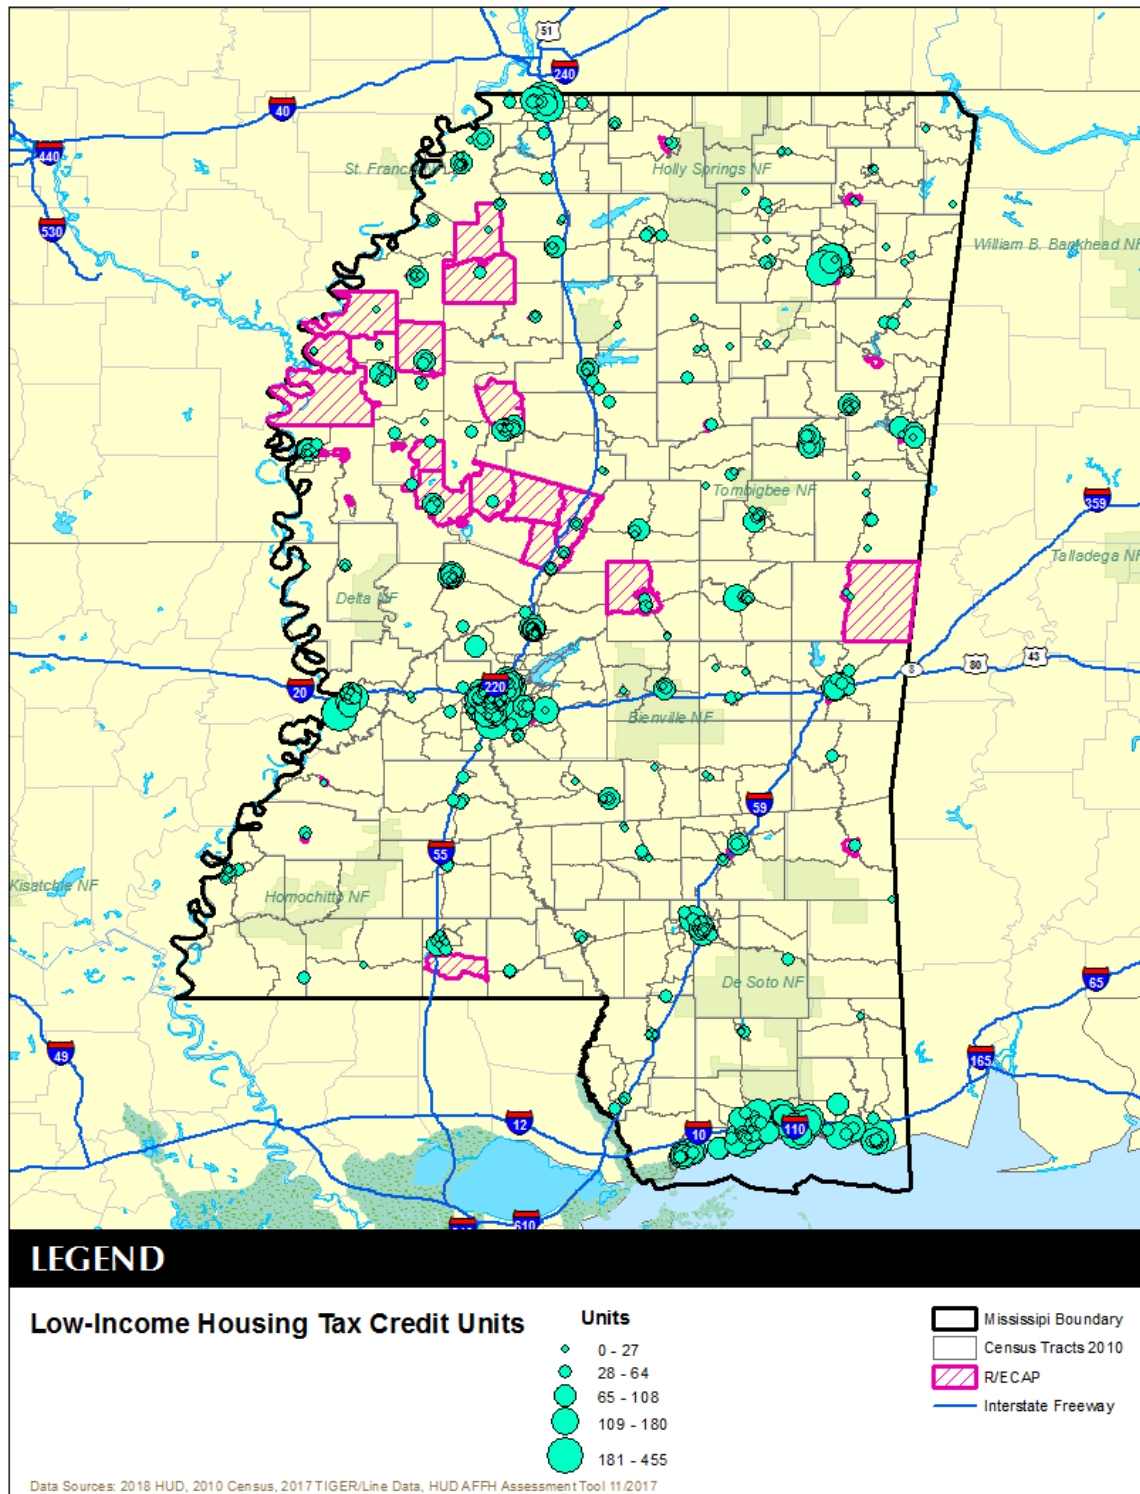 51
240
40
440
St. Franci
Holly Springs NF
530
William B. Bankhead NF
359
Tombigbee NF
Talladega NF
Delta NF
43
80
8
20
220
Bienville NF
59
55
Kisatchie NF
Homochitto NF
De Soto NF
65
49
165
12
10
110
610
LEGEND
Low-Income Housing Tax Credit Units
Units
0 - 27
28 - 64
65 - 108
109 - 180
181 - 455
Mississipi Boundary
Census Tracts 2010
R/ECAP
Interstate Freeway
Data Sources: 2018 HUD, 2010 Census, 2017 TIGER/Line Data, HUD AFFH Assessment Tool 11/2017